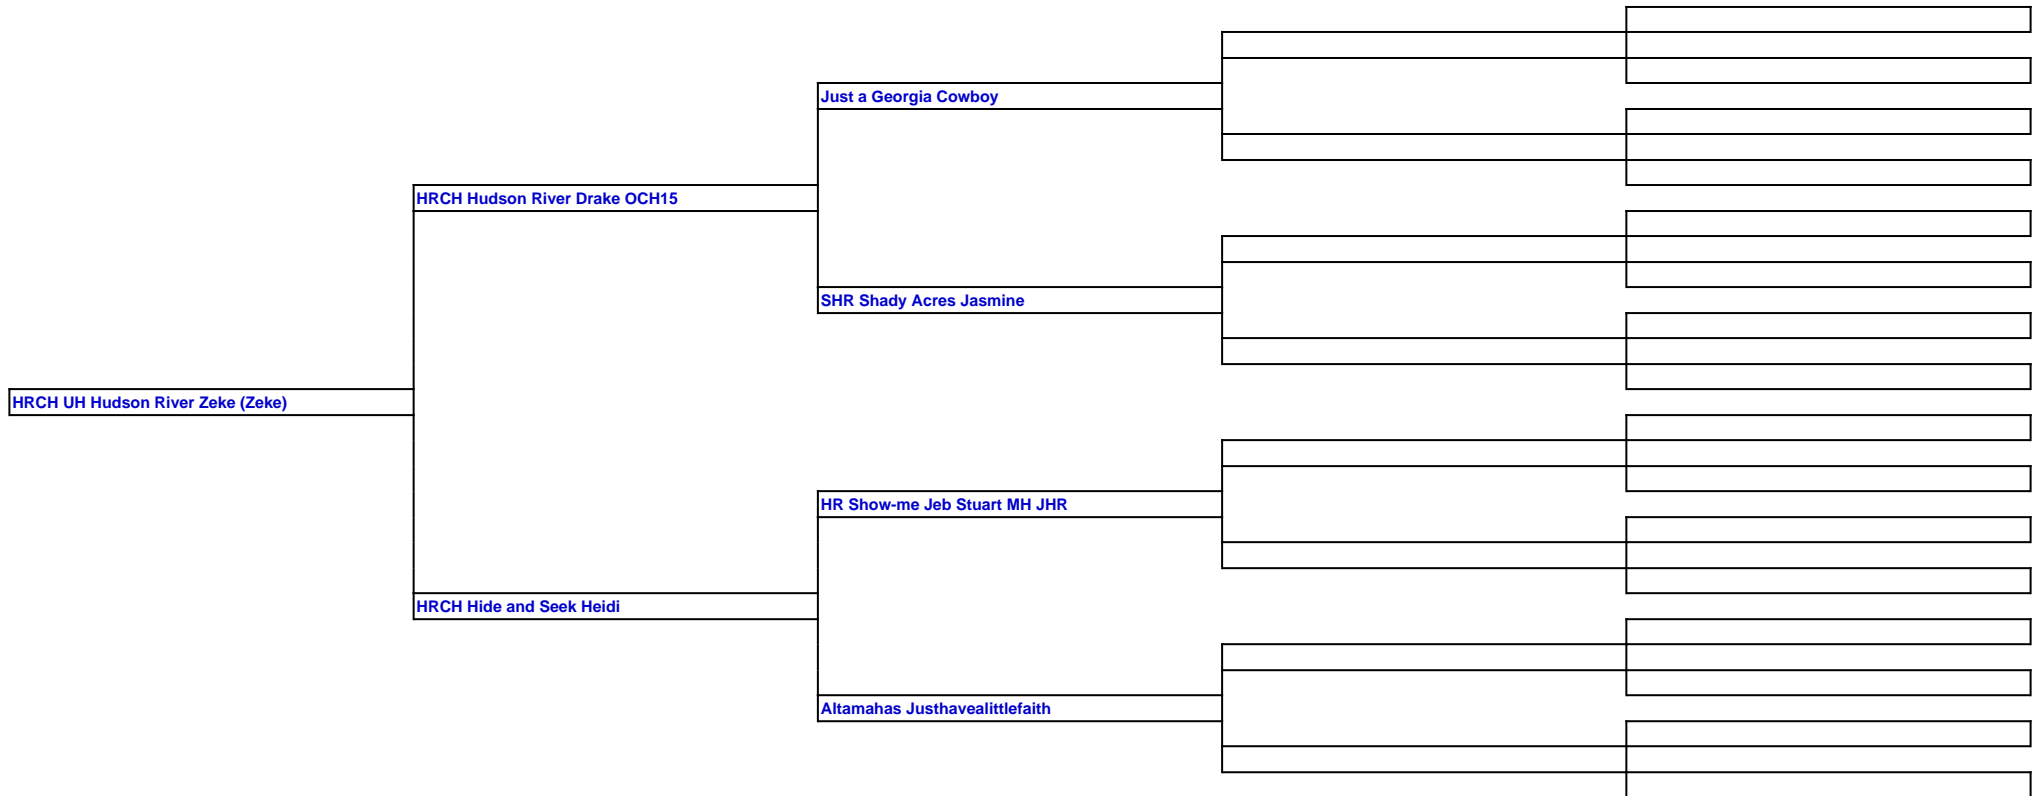 Just a Georgia Cowboy
HRCH Hudson River Drake OCH15
SHR Shady Acres Jasmine
HRCH UH Hudson River Zeke (Zeke)
HR Show-me Jeb Stuart MH JHR
HRCH Hide and Seek Heidi
Altamahas Justhavealittlefaith